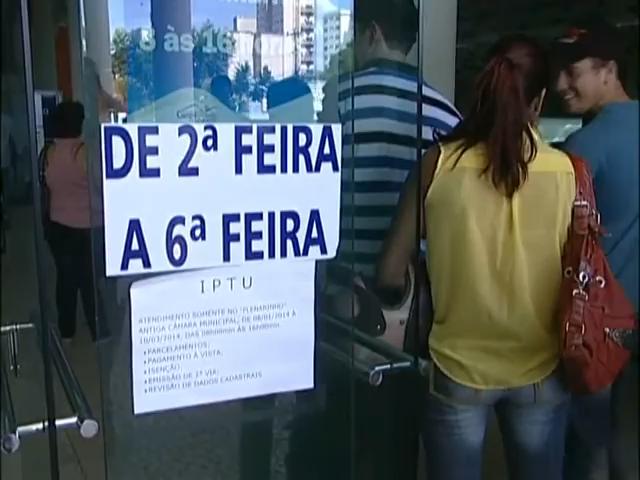 8 às 16 horas
DE 2ª FEIRA
A 6ª FEIRA
IPTU
ATENDIMENTO SOMENTE NO "PLENARINHO"
ANTIGA CÂMARA MUNICIPAL, DE 08/01/2014 À
10/03/2014, DAS 08h00min ÀS 16h00min.
•PARCELAMENTOS;
•PAGAMENTO À VISTA;
•ISENÇÃO;
•EMISSÃO DE 2ª VIA;
•REVISÃO DE DADOS CADASTRAIS.